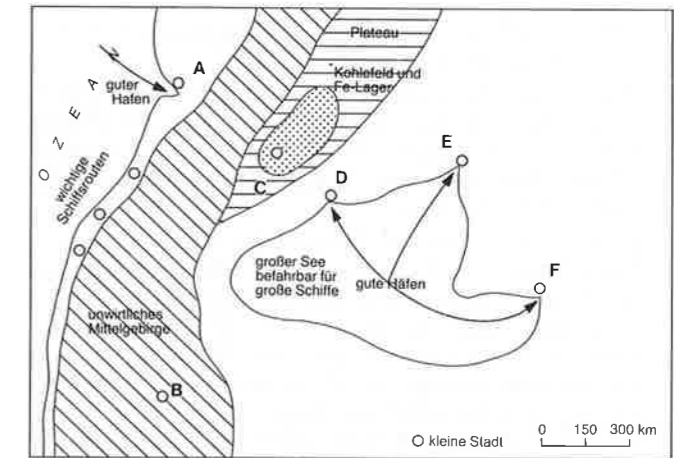 Plateau
Kohlefeld und
Fe-Lager
A
guter
Hafen
N
OZEAN
wichtige
Schiffsrouten
C
D
E
F
großer See
befahrbar für
große Schiffe
gute Häfen
unwirtliches
Mittelgebirge
B
kleine Stadt
0 150 300 km